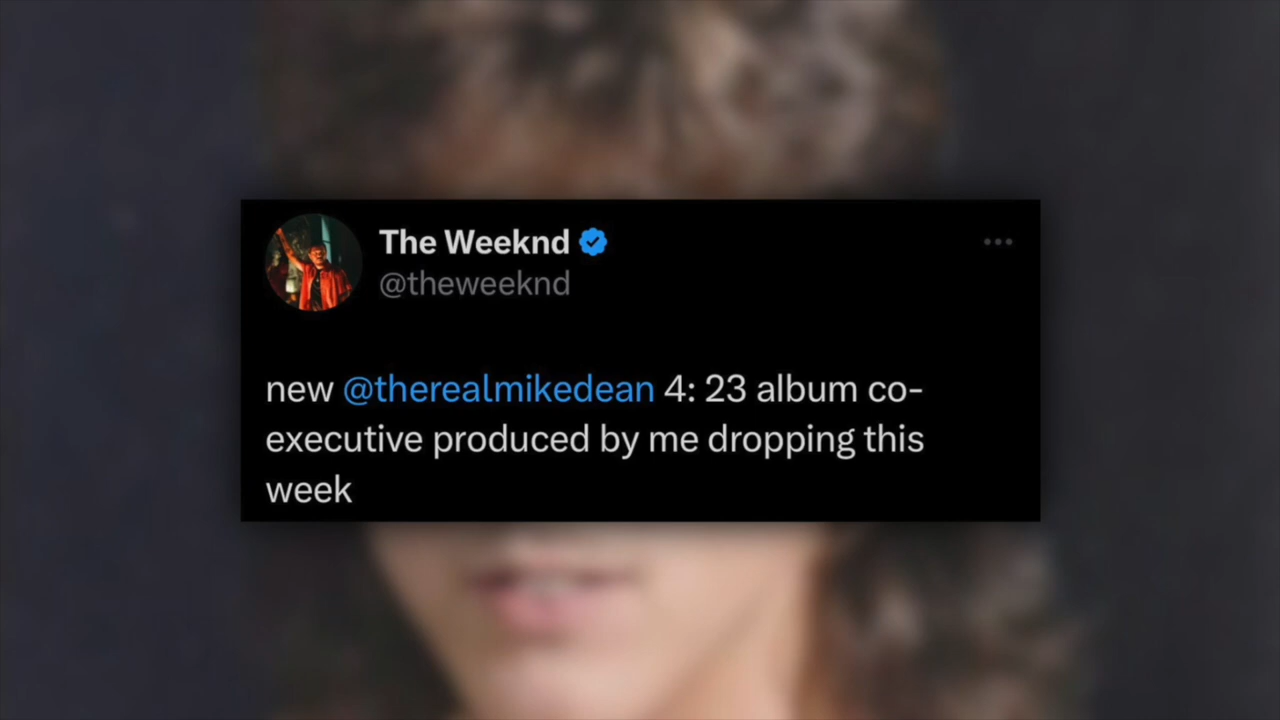 The Weeknd
@theweeknd
new @therealmikedean 4: 23 album co-
executive produced by me dropping this
week